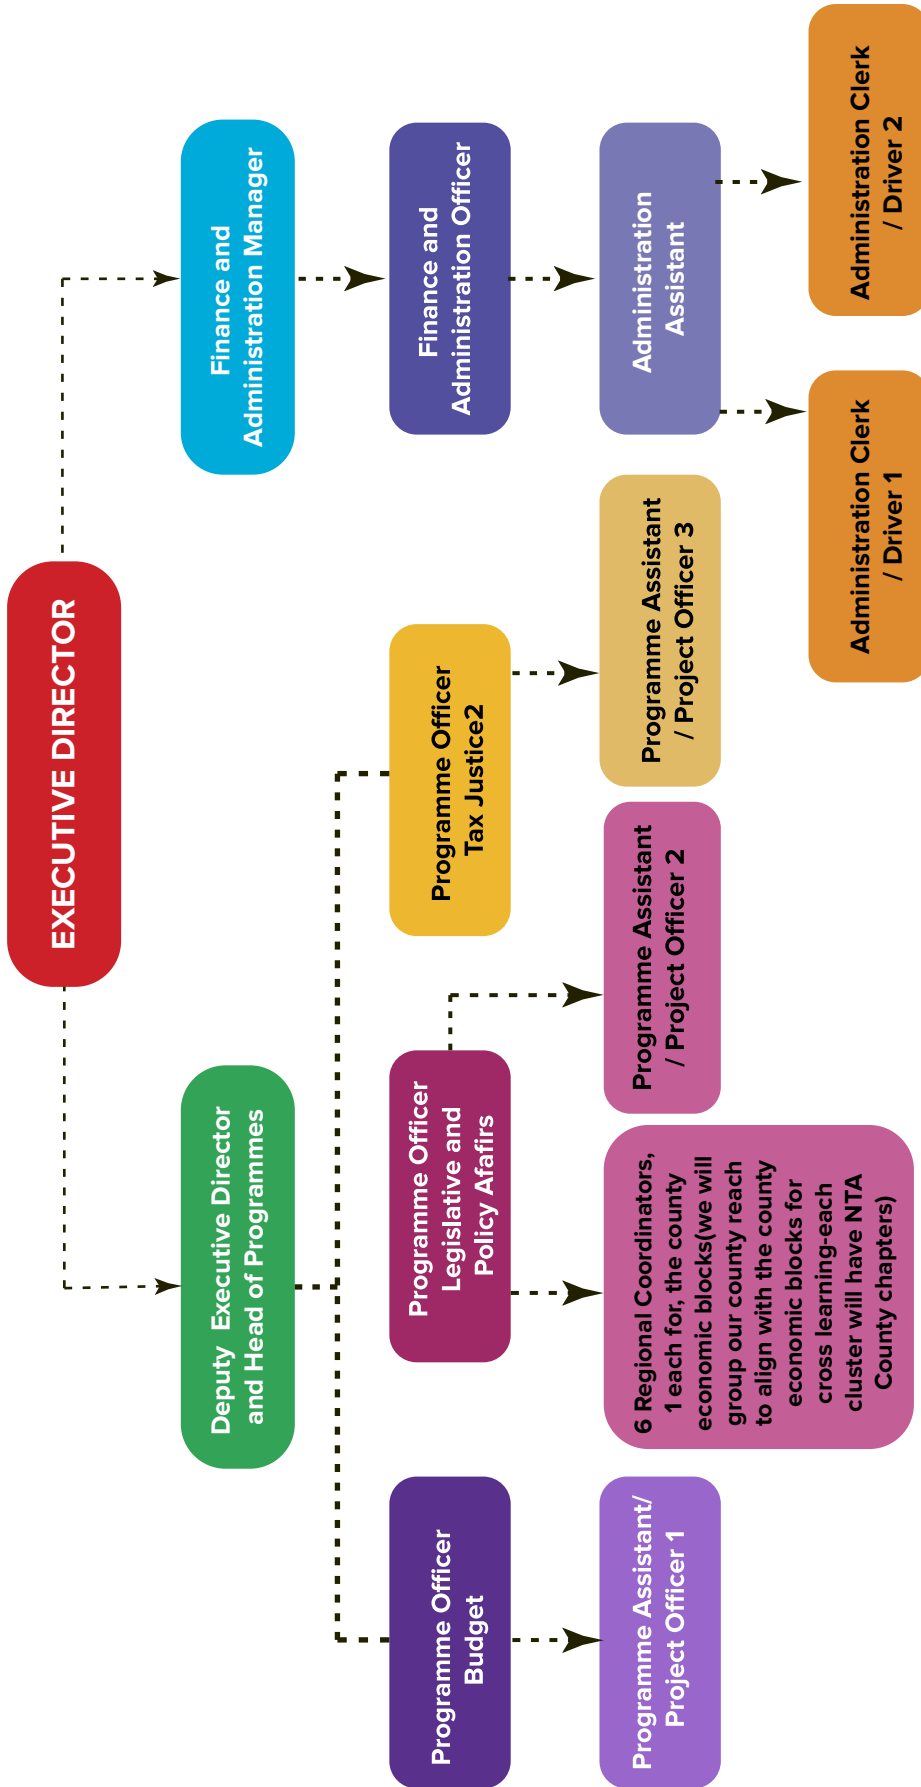 EXECUTIVE DIRECTOR
Deputy Executive Director
and Head of Programmes
Finance and
Administration Manager
Programme Officer
Budget
Programme Officer
Legislative and
Policy Afafirs
Programme Officer
Tax Justice2
Finance and
Administration Officer
Programme Assistant/
Project Officer 1
6 Regional Coordinators,
1 each for, the county
economic blocks(we will
group our county reach
to align with the county
economic blocks for
cross learning-each
cluster will have NTA
County chapters)
Programme Assistant
/ Project Officer 2
Programme Assistant
/ Project Officer 3
Administration
Assistant
Administration Clerk
/ Driver 1
Administration Clerk
/ Driver 2